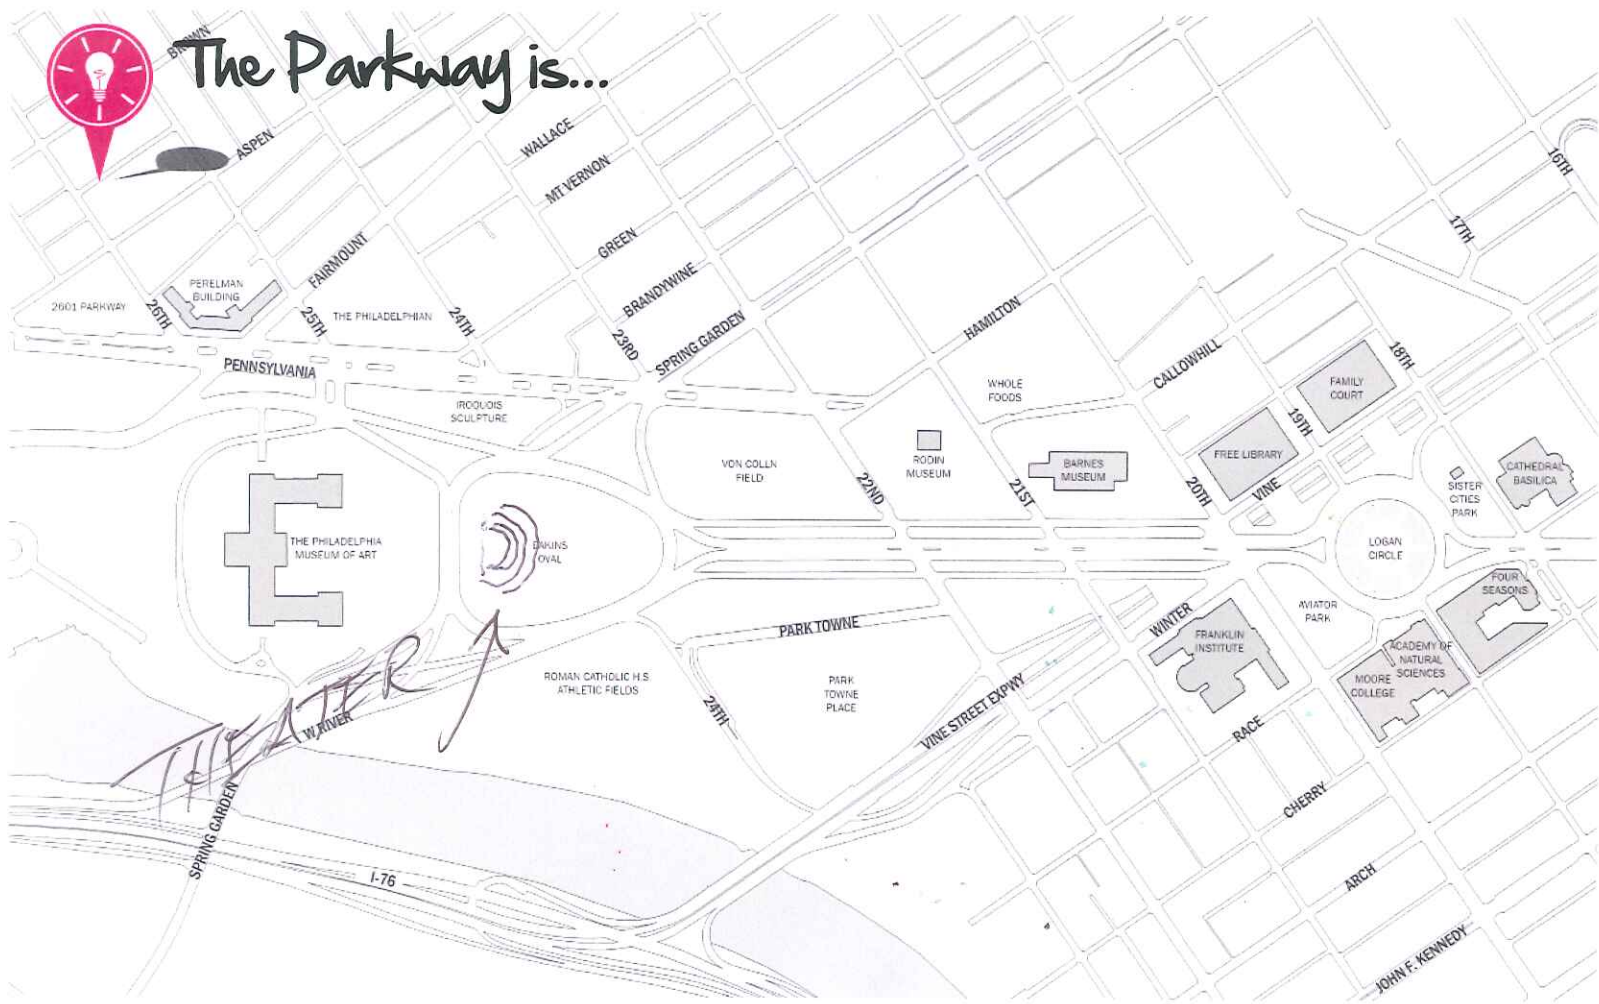 BROWN
The Parkway is...
ASPEN
WALLACE
MT VERNON
16TH
17TH
GREEN
FAIRMOUNT
BRANDYWINE
PERELMAN
BUILDING
2601 PARKWAY
26TH
25TH
THE PHILADELPHIAN
24TH
23RD
SPRING GARDEN
HAMILTON
CALLOWHILL
18TH
PENNSYLVANIA
IROQUOIS
SCULPTURE
WHOLE
FOODS
FAMILY
COURT
19TH
VON COLLN
FIELD
22ND
RODIN
MUSEUM
21ST
BARNES
MUSEUM
20TH
FREE LIBRARY
VINE
SISTER
CITIES
PARK
CATHEDRAL
BASILICA
THE PHILADELPHIA
MUSEUM OF ART
EAKINS
OVAL
LOGAN
CIRCLE
FOUR
SEASONS
AVIATOR
PARK
WINTER
FRANKLIN
INSTITUTE
ACADEMY OF
NATURAL
SCIENCES
MOORE
COLLEGE
PARK TOWNE
THEATER
W RIVER
ROMAN CATHOLIC H.S.
ATHLETIC FIELDS
24TH
PARK
TOWNE
PLACE
VINE STREET EXPWY
RACE
SPRING GARDEN
CHERRY
I-76
ARCH
JOHN F. KENNEDY